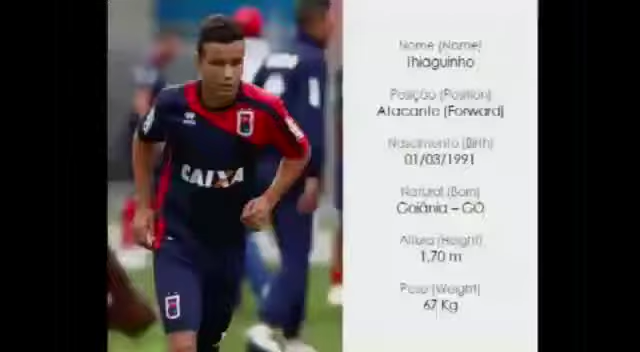 CAIXA
Nome (Name)
Thiaguinho
Posição (Position)
Atacante (Forward)
Nascimento (Birth)
01/03/1991
Natural (Born)
Goiânia – GO
Altura (Height)
1,70 m
Peso (Weight)
67 Kg